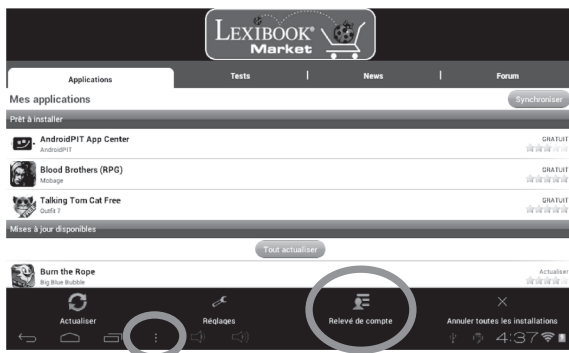 LEXIBOOK®
Market
Applications Tests News Forum
Mes applications Synchroniser
Prêt à installer
AndroidPIT App Center GRATUIT
AndroidPIT
Blood Brothers (RPG) GRATUIT
Mobage
Talking Tom Cat Free GRATUIT
Outfit 7
Mises à jour disponibles
Tout actualiser
Burn the Rope Actualiser
Big Blue Bubble
Actualiser Réglages Relevé de compte Annuler toutes les installations
4:37